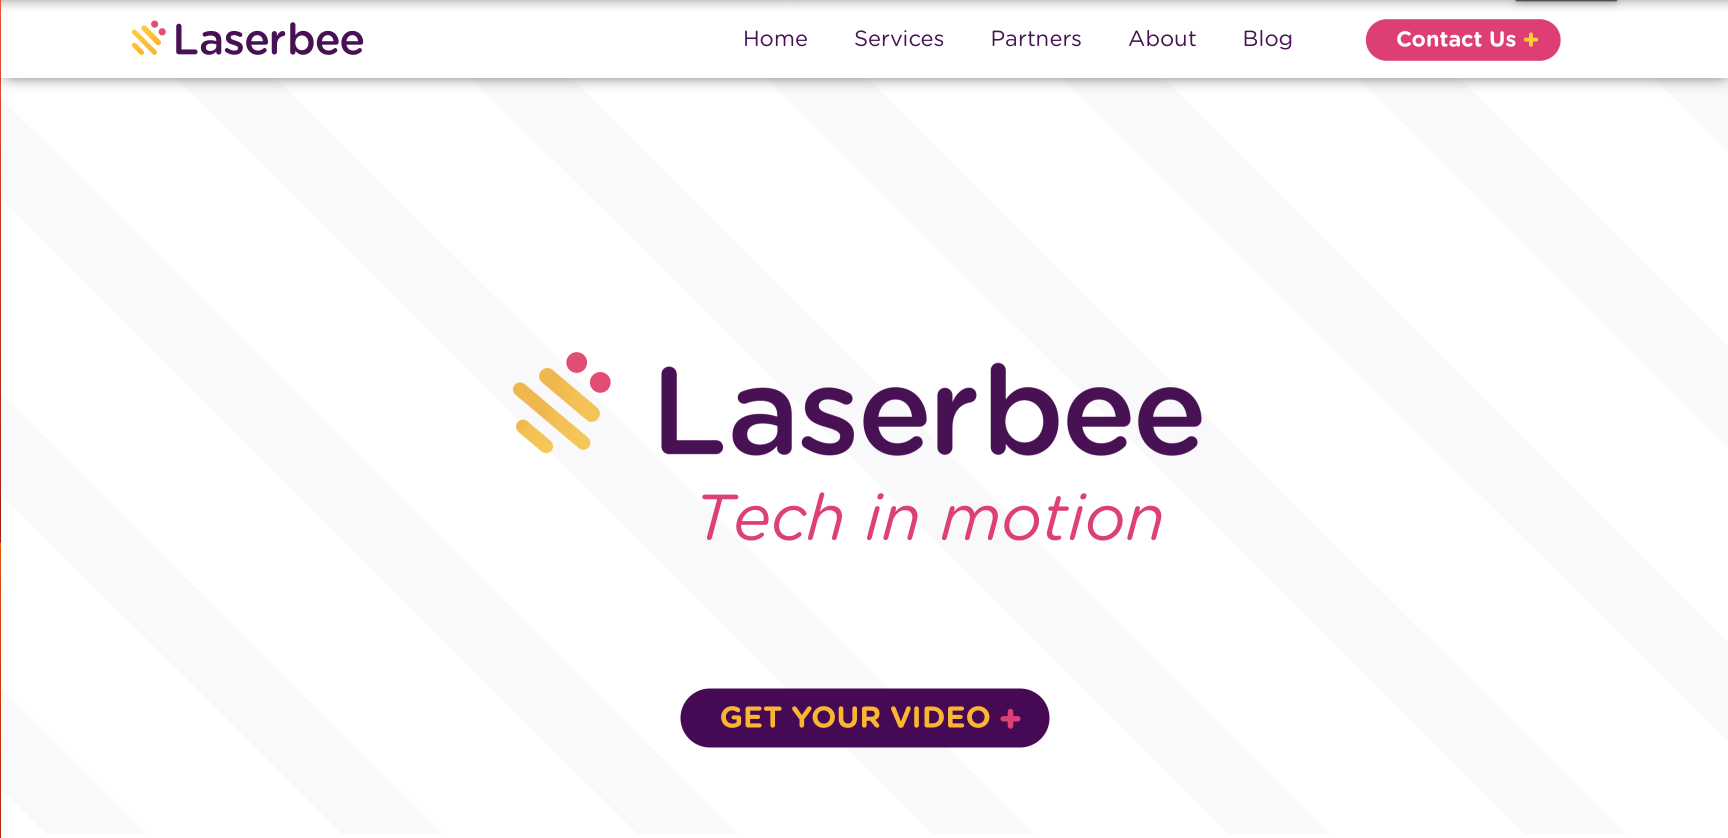 Laserbee Home Services Partners About Blog Contact Us +
Laserbee
Tech in motion
GET YOUR VIDEO +